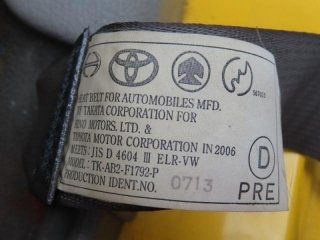 SEAT BELT FOR AUTOMOBILES MFD.
BY TAKATA CORPORATION FOR
HINO MOTORS. LTD. &
TOYOTA MOTOR CORPORATION IN 2006
MEETS: JIS D 4604 III ELR-VW
MODEL: TK-AB2-F1792-P
PRODUCTION IDENT.NO. 0713
D
PRE